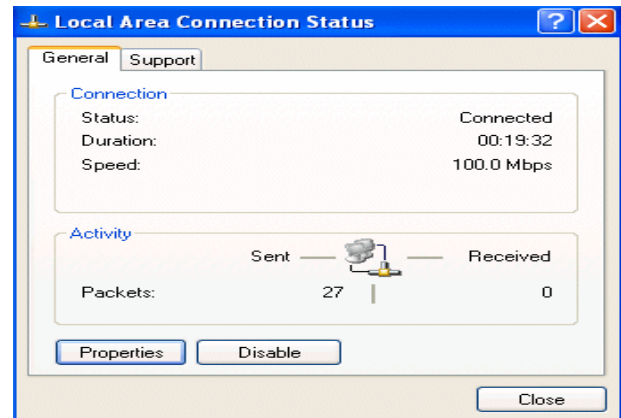 Local Area Connection Status
General Support
Connection
Status: Connected
Duration: 00:19:32
Speed: 100.0 Mbps
Activity
Sent Received
Packets: 27 0
Properties Disable
Close